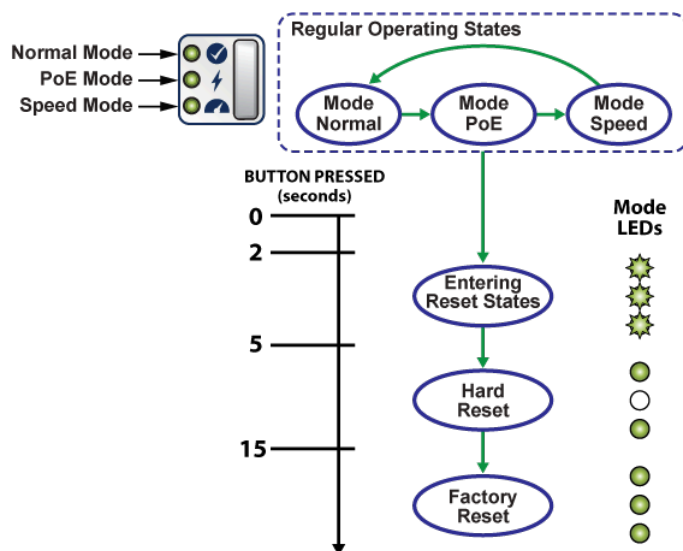 Regular Operating States
Normal Mode
PoE Mode
Speed Mode
Mode
Normal
Mode
PoE
Mode
Speed
BUTTON PRESSED
(seconds)
0
2
5
15
Entering
Reset States
Hard
Reset
Factory
Reset
Mode
LEDs